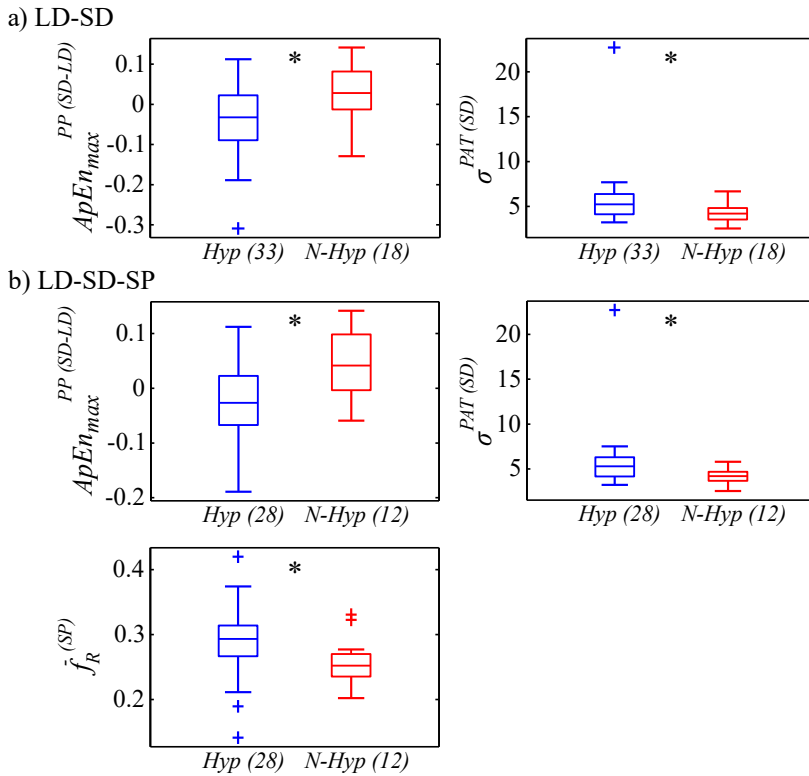 a) LD-SD
ApEn_max^PP (SD-LD)
0.1
0
-0.1
-0.2
-0.3
*
Hyp (33) N-Hyp (18)
σ^PAT (SD)
20
15
10
5
*
Hyp (33) N-Hyp (18)
b) LD-SD-SP
ApEn_max^PP (SD-LD)
0.1
0
-0.1
-0.2
*
Hyp (28) N-Hyp (12)
σ^PAT (SD)
20
15
10
5
*
Hyp (28) N-Hyp (12)
f̄_R^(SP)
0.4
0.3
0.2
*
Hyp (28) N-Hyp (12)